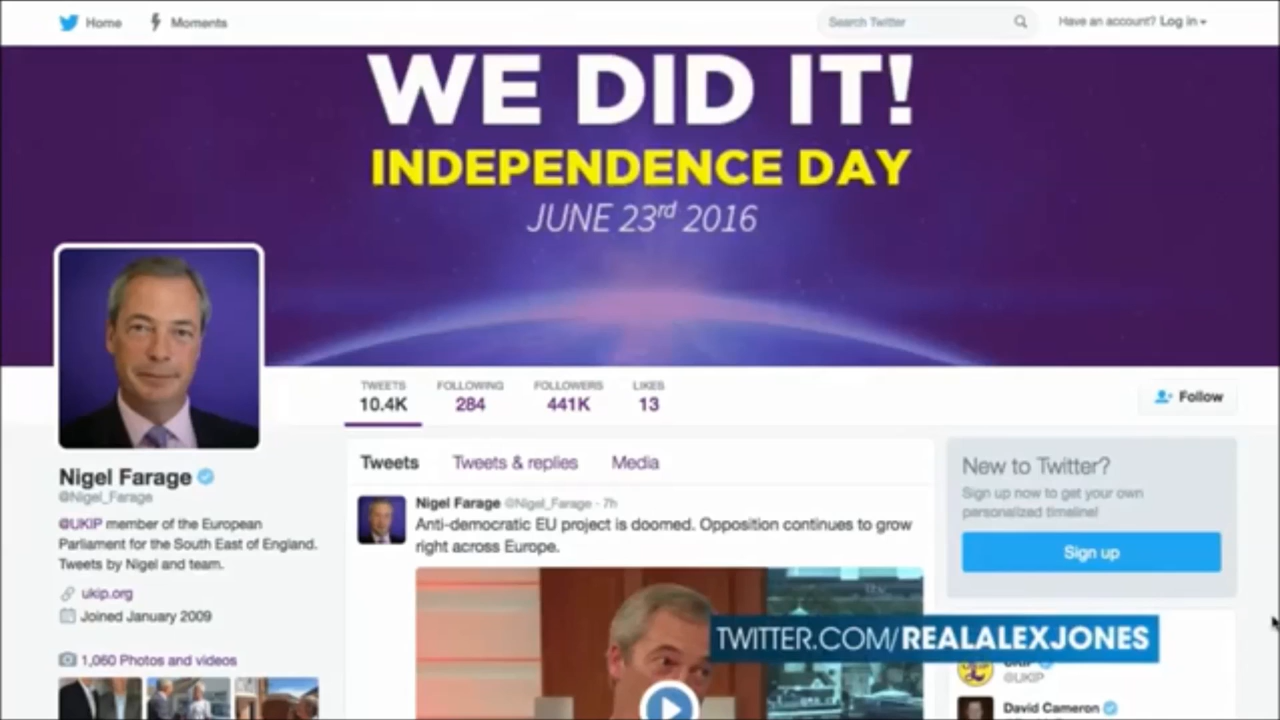 Home
Moments
Search Twitter
Have an account? Log in
WE DID IT!
INDEPENDENCE DAY
JUNE 23rd 2016
TWEETS
10.4K
FOLLOWING
284
FOLLOWERS
441K
LIKES
13
Follow
Nigel Farage
@Nigel_Farage
@UKIP member of the European
Parliament for the South East of England.
Tweets by Nigel and team.
ukip.org
Joined January 2009
1,060 Photos and videos
Tweets
Tweets & replies
Media
Nigel Farage @Nigel_Farage · 7h
Anti-democratic EU project is doomed. Opposition continues to grow
right across Europe.
itv
New to Twitter?
Sign up now to get your own
personalized timeline!
Sign up
TWITTER.COM/REALALEXJONES
@UKIP
David Cameron